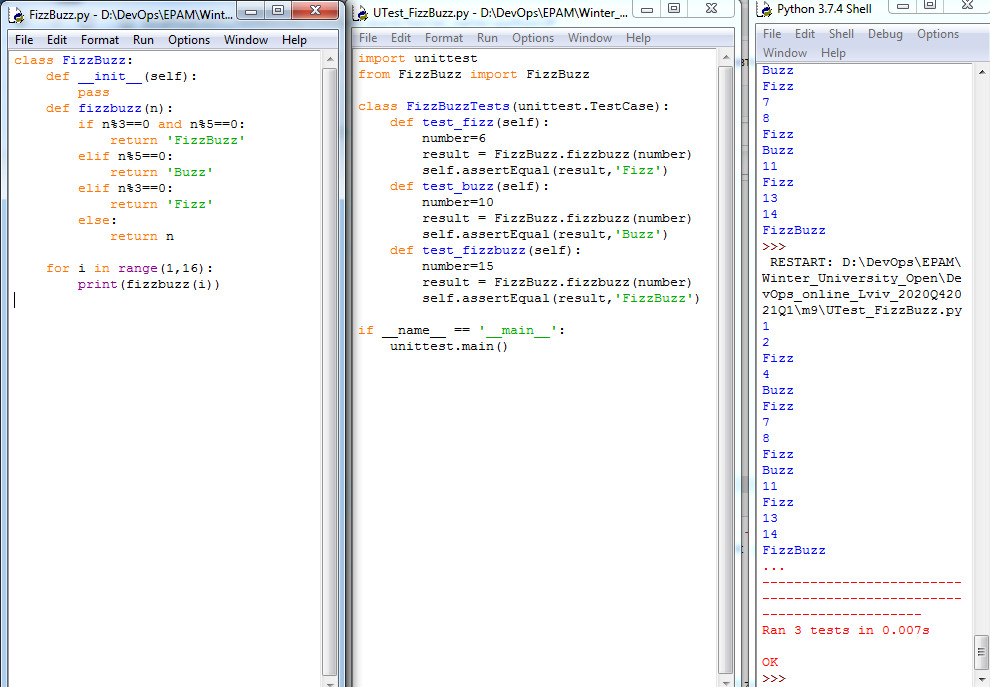 FizzBuzz.py - D:\DevOps\EPAM\Wint...
File Edit Format Run Options Window Help
class FizzBuzz:
    def __init__(self):
        pass
    def fizzbuzz(n):
        if n%3==0 and n%5==0:
            return 'FizzBuzz'
        elif n%5==0:
            return 'Buzz'
        elif n%3==0:
            return 'Fizz'
        else:
            return n
    for i in range(1,16):
        print(fizzbuzz(i))
UTest_FizzBuzz.py - D:\DevOps\EPAM\Winter_...
File Edit Format Run Options Window Help
import unittest
from FizzBuzz import FizzBuzz
class FizzBuzzTests(unittest.TestCase):
    def test_fizz(self):
        number=6
        result = FizzBuzz.fizzbuzz(number)
        self.assertEqual(result,'Fizz')
    def test_buzz(self):
        number=10
        result = FizzBuzz.fizzbuzz(number)
        self.assertEqual(result,'Buzz')
    def test_fizzbuzz(self):
        number=15
        result = FizzBuzz.fizzbuzz(number)
        self.assertEqual(result,'FizzBuzz')
if __name__ == '__main__':
    unittest.main()
Python 3.7.4 Shell
File Edit Shell Debug Options
Window Help
Buzz
Fizz
7
8
Fizz
Buzz
11
Fizz
13
14
FizzBuzz
>>>
 RESTART: D:\DevOps\EPAM\
Winter_University_Open\De
vOps_online_Lviv_2020Q420
21Q1\m9\UTest_FizzBuzz.py
1
2
Fizz
4
Buzz
Fizz
7
8
Fizz
Buzz
11
Fizz
13
14
FizzBuzz
...
-------------------------
-------------------------
--------------------
Ran 3 tests in 0.007s
OK
>>>